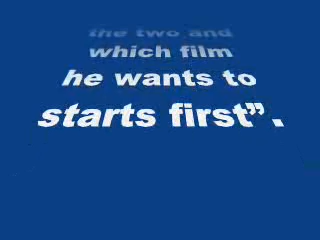 the two and
which film
he wants to
starts first”.